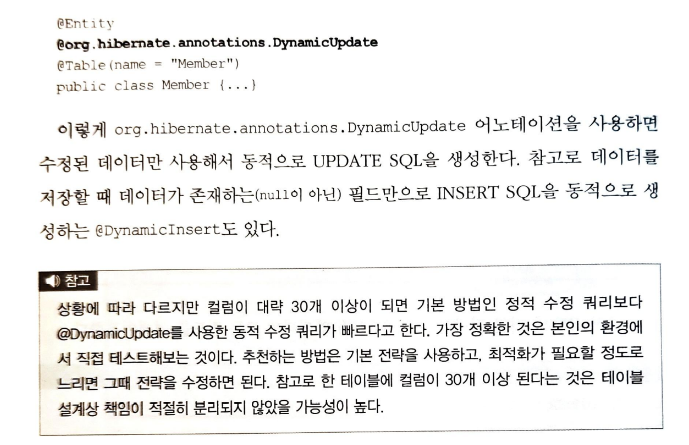 @Entity
@org.hibernate.annotations.DynamicUpdate
@Table(name = "Member")
public class Member {...}
이렇게 org.hibernate.annotations.DynamicUpdate 어노테이션을 사용하면
수정된 데이터만 사용해서 동적으로 UPDATE SQL을 생성한다. 참고로 데이터를
저장할 때 데이터가 존재하는(null이 아닌) 필드만으로 INSERT SQL을 동적으로 생
성하는 @DynamicInsert도 있다.
참고
상황에 따라 다르지만 컬럼이 대략 30개 이상이 되면 기본 방법인 정적 수정 쿼리보다
@DynamicUpdate를 사용한 동적 수정 쿼리가 빠르다고 한다. 가장 정확한 것은 본인의 환경에
서 직접 테스트해보는 것이다. 추천하는 방법은 기본 전략을 사용하고, 최적화가 필요할 정도로
느리면 그때 전략을 수정하면 된다. 참고로 한 테이블에 컬럼이 30개 이상 된다는 것은 테이블
설계상 책임이 적절히 분리되지 않았을 가능성이 높다.